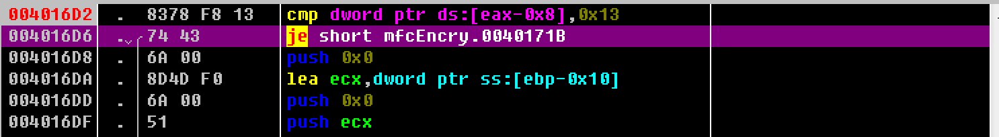 004016D2 . 8378 F8 13 cmp dword ptr ds:[eax-0x8],0x13
004016D6 . 74 43 je short mfcEncry.0040171B
004016D8 . 6A 00 push 0x0
004016DA . 8D4D F0 lea ecx,dword ptr ss:[ebp-0x10]
004016DD . 6A 00 push 0x0
004016DF . 51 push ecx